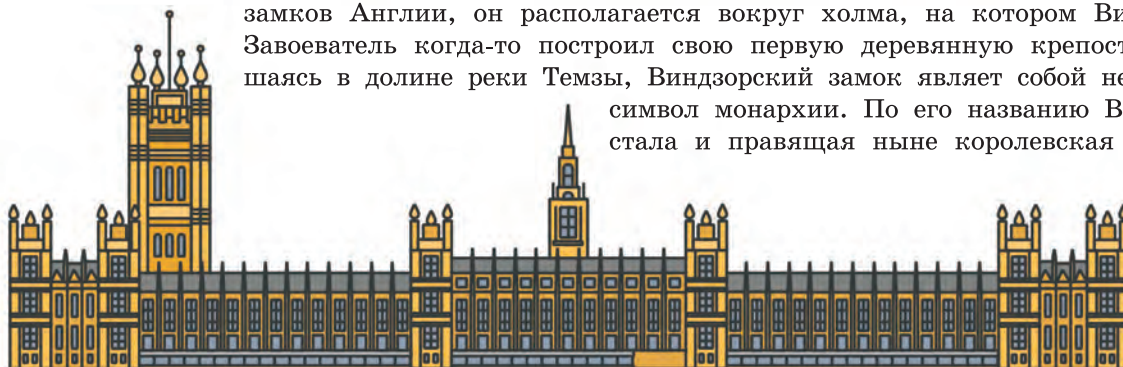 замков Англии, он располагается вокруг холма, на котором Ви
Завоеватель когда-то построил свою первую деревянную крепост
шаясь в долине реки Темзы, Виндзорский замок являет собой не
символ монархии. По его названию В
стала и правящая ныне королевская